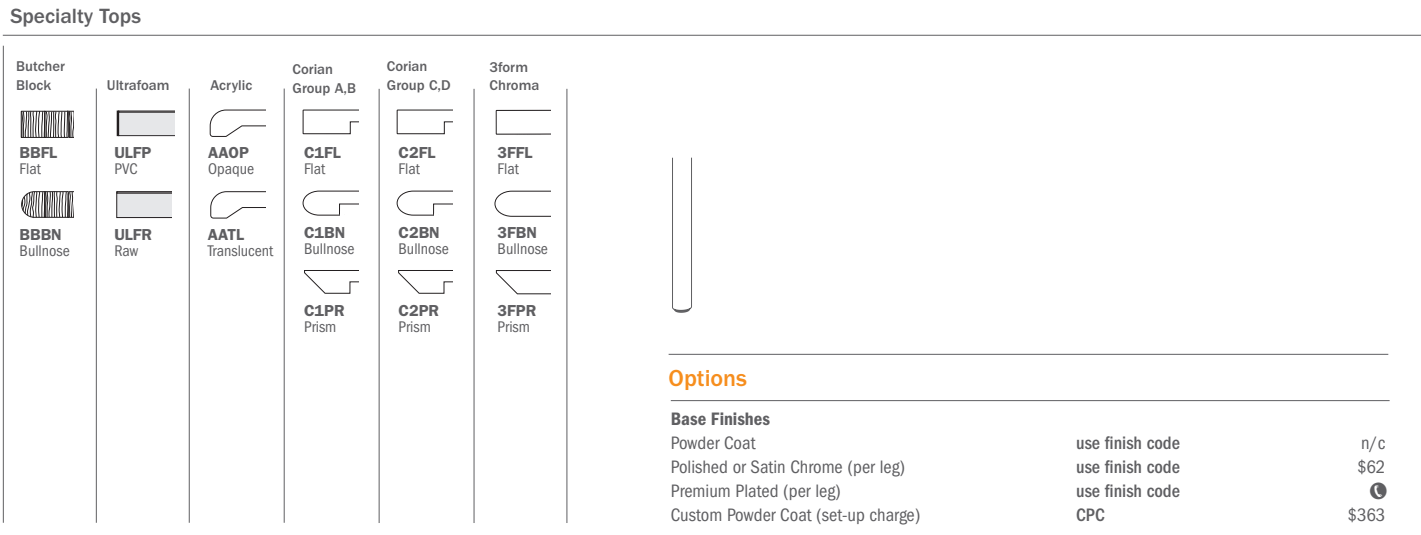 Specialty Tops
Butcher
Block
BBFL
Flat
BBBN
Bullnose
Ultrafoam
ULFP
PVC
ULFR
Raw
Acrylic
AAOP
Opaque
AATL
Translucent
Corian
Group A,B
C1FL
Flat
C1BN
Bullnose
C1PR
Prism
Corian
Group C,D
C2FL
Flat
C2BN
Bullnose
C2PR
Prism
3form
Chroma
3FFL
Flat
3FBN
Bullnose
3FPR
Prism
Options
Base Finishes
Powder Coat use finish code n/c
Polished or Satin Chrome (per leg) use finish code $62
Premium Plated (per leg) use finish code
Custom Powder Coat (set-up charge) CPC $363